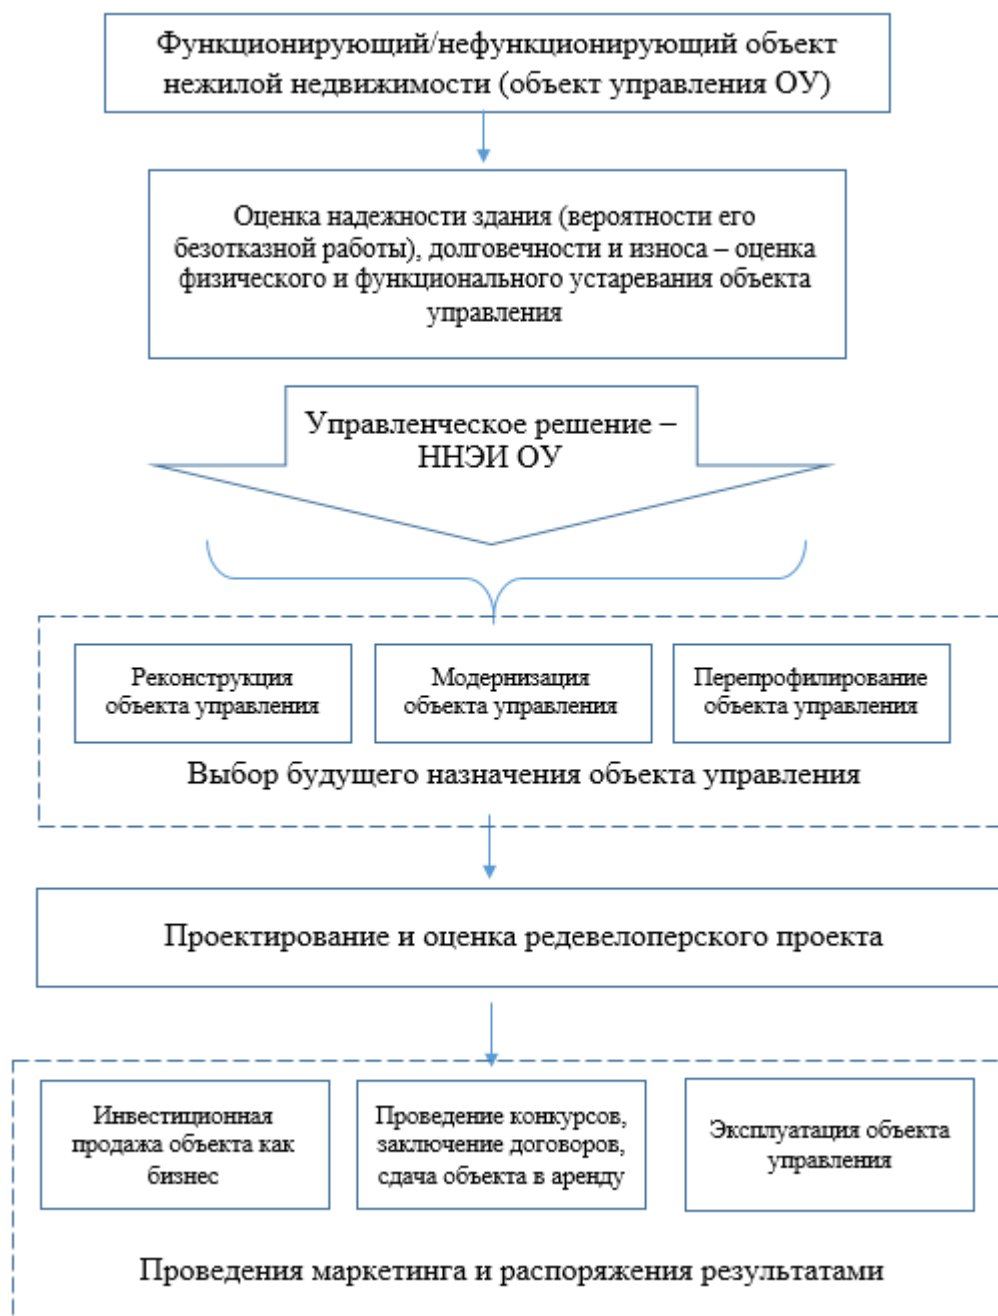 Функционирующий/нефункционирующий объект
нежилой недвижимости (объект управления ОУ)
Оценка надежности здания (вероятности его
безотказной работы), долговечности и износа – оценка
физического и функционального устаревания объекта
управления
Управленческое решение –
ННЭИ ОУ
Реконструкция
объекта управления
Модернизация
объекта управления
Перепрофилирование
объекта управления
Выбор будущего назначения объекта управления
Проектирование и оценка редевелоперского проекта
Инвестиционная
продажа объекта как
бизнес
Проведение конкурсов,
заключение договоров,
сдача объекта в аренду
Эксплуатация объекта
управления
Проведения маркетинга и распоряжения результатами